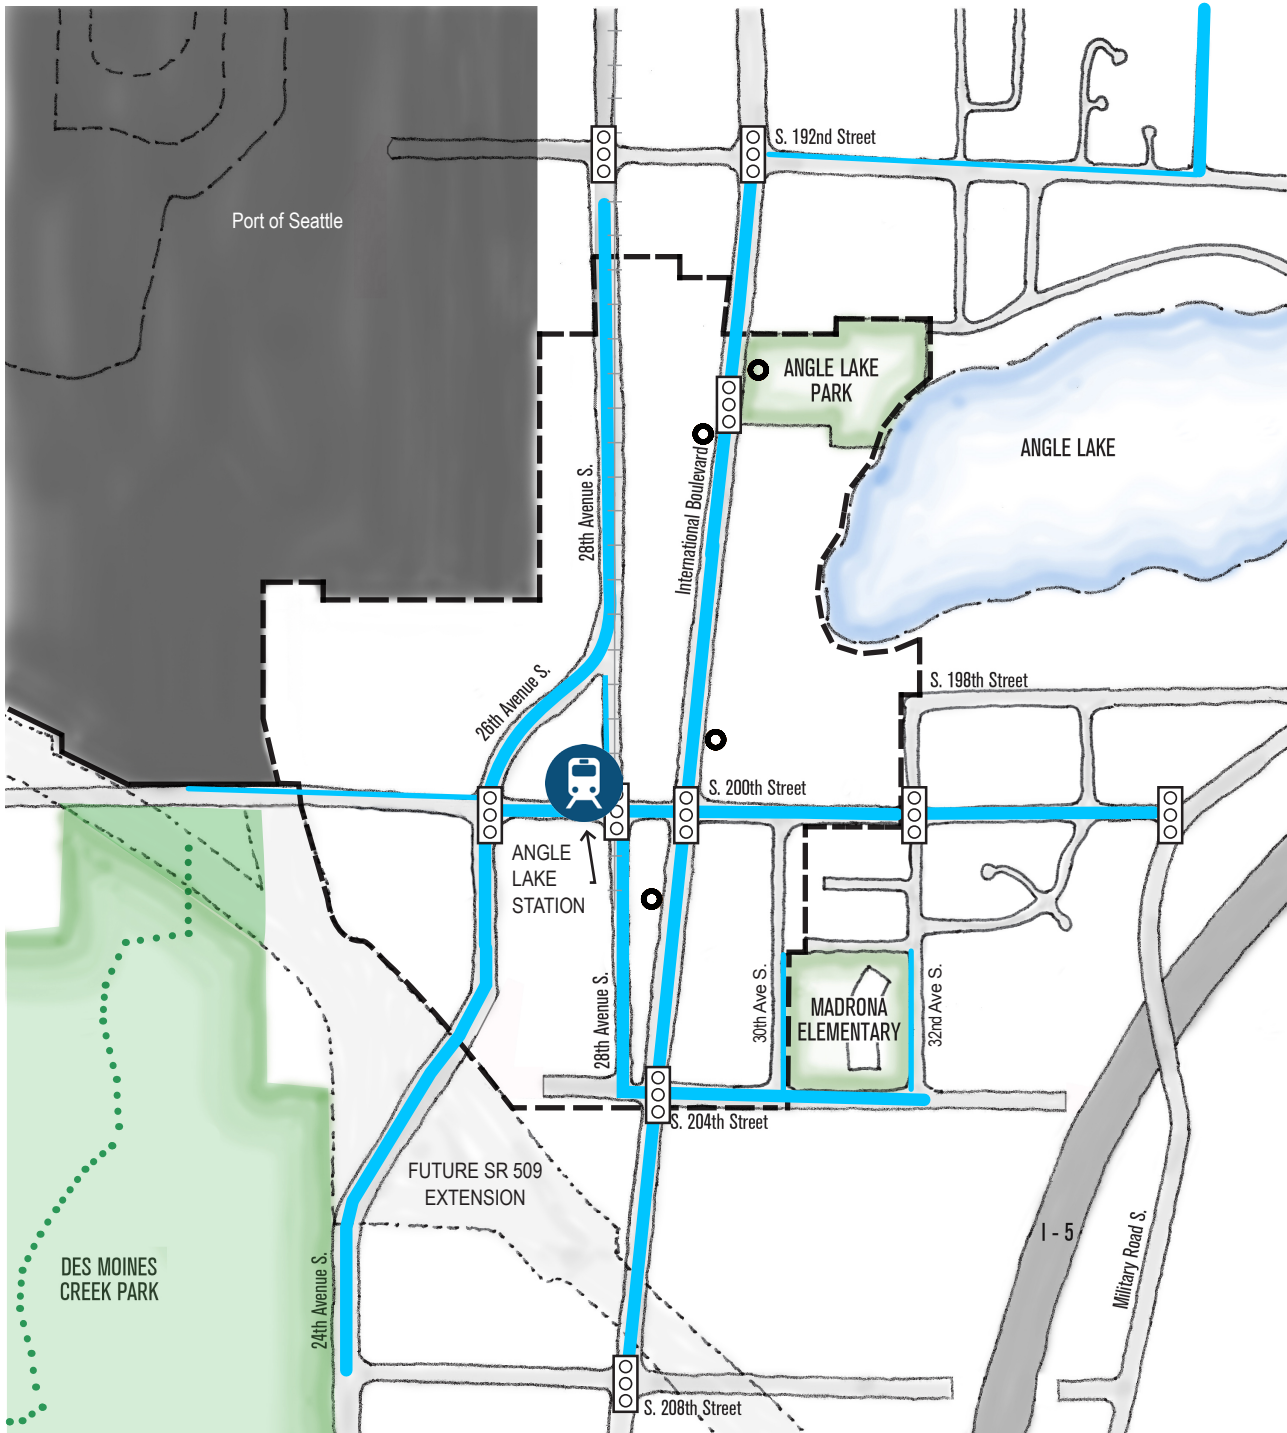 S. 192nd Street
Port of Seattle
ANGLE LAKE
PARK
ANGLE LAKE
28th Avenue S.
International Boulevard
26th Avenue S.
S. 198th Street
S. 200th Street
ANGLE
LAKE
STATION
28th Avenue S.
30th Ave S.
MADRONA
ELEMENTARY
32nd Ave S.
S. 204th Street
FUTURE SR 509
EXTENSION
I - 5
Military Road S.
DES MOINES
CREEK PARK
24th Avenue S.
S. 208th Street